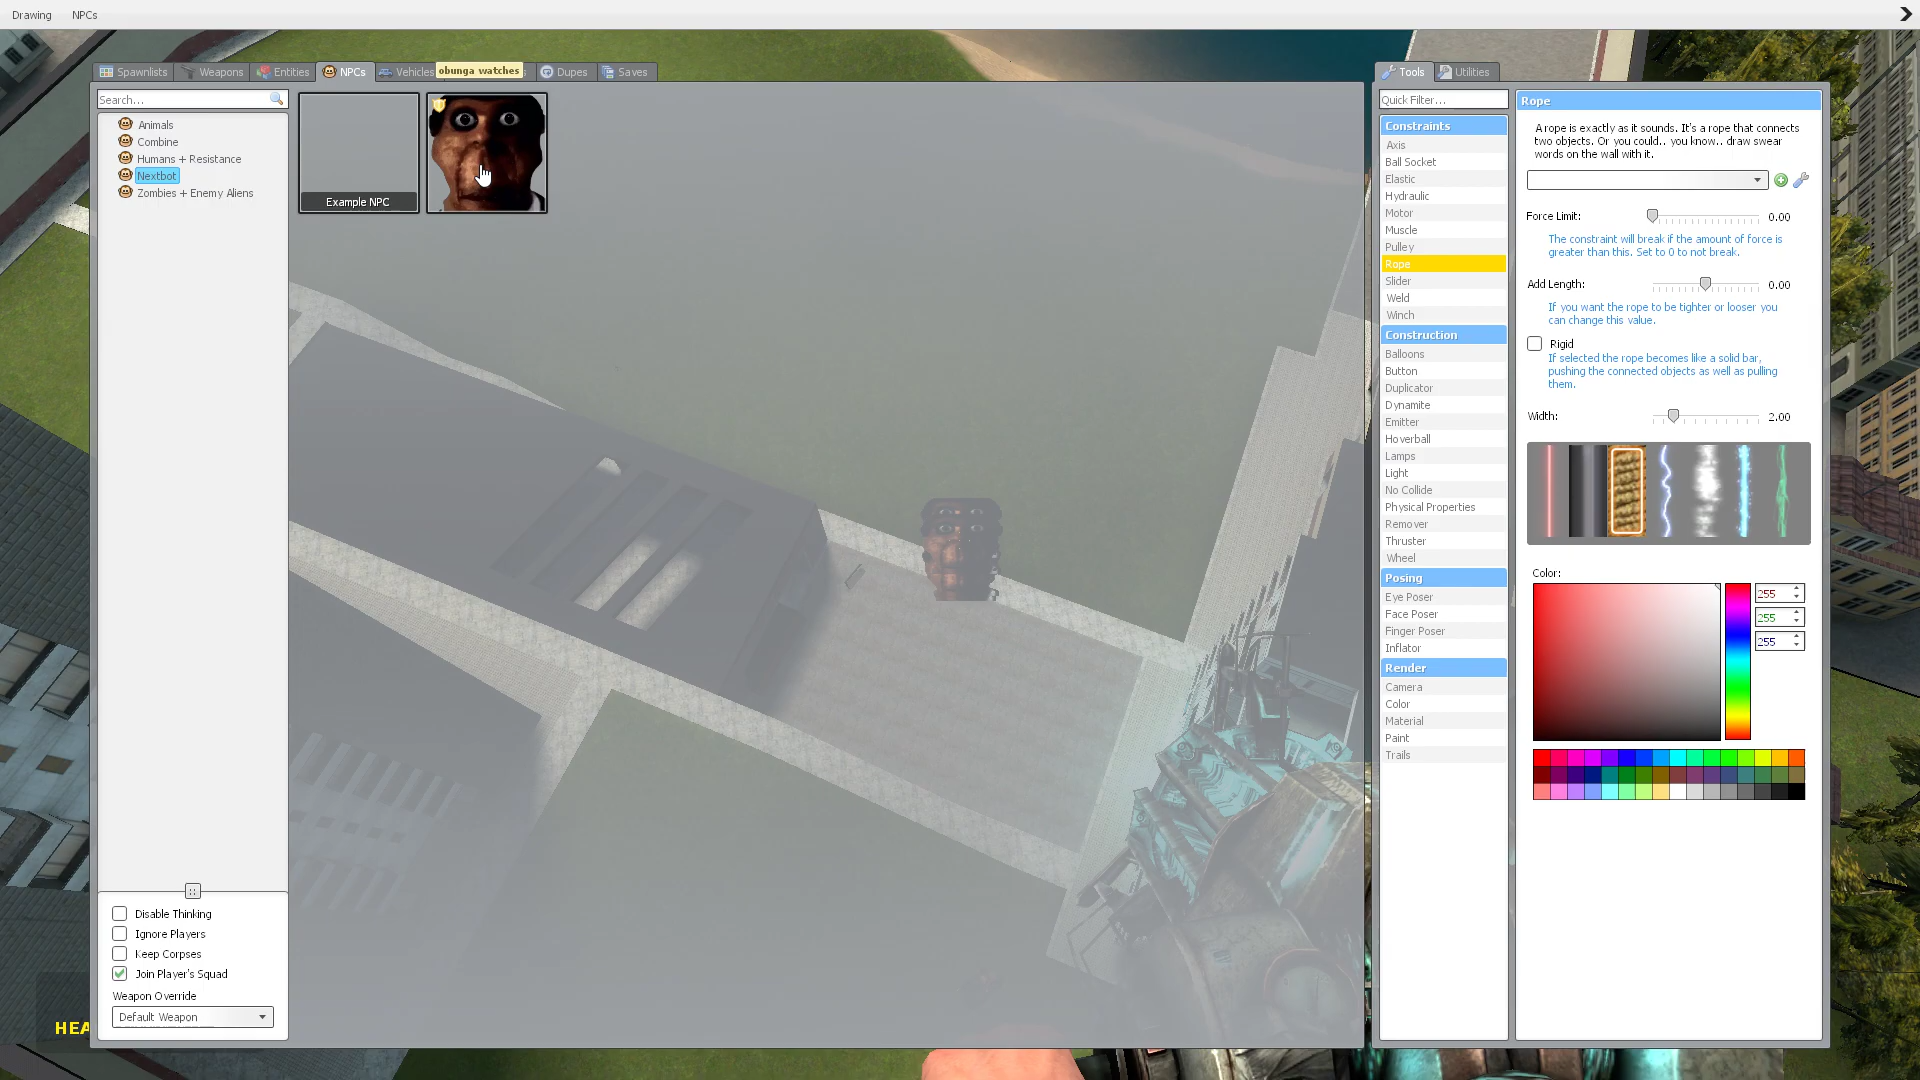 Drawing NPCs
Spawnlists Weapons Entities NPCs Vehicles obunga watches Dupes Saves
Search...
Animals
Combine
Humans + Resistance
Nextbot
Zombies + Enemy Aliens
Example NPC
Disable Thinking
Ignore Players
Keep Corpses
Join Player's Squad
Weapon Override
Default Weapon
HEA
Tools Utilities
Quick Filter...
Constraints
Axis
Ball Socket
Elastic
Hydraulic
Motor
Muscle
Pulley
Rope
Slider
Weld
Winch
Construction
Balloons
Button
Duplicator
Dynamite
Emitter
Hoverball
Lamps
Light
No Collide
Physical Properties
Remover
Thruster
Wheel
Posing
Eye Poser
Face Poser
Finger Poser
Inflator
Render
Camera
Color
Material
Paint
Trails
Rope
A rope is exactly as it sounds. It's a rope that connects
two objects. Or you could.. you know.. draw swear
words on the wall with it.
Force Limit: 0.00
The constraint will break if the amount of force is
greater than this. Set to 0 to not break.
Add Length: 0.00
If you want the rope to be tighter or looser you
can change this value.
Rigid
If selected the rope becomes like a solid bar,
pushing the connected objects as well as pulling
them.
Width: 2.00
Color:
255
255
255